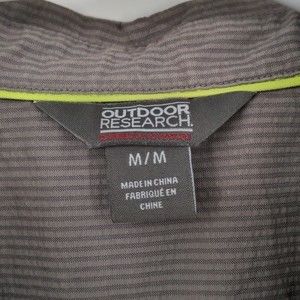 OUTDOOR
RESEARCH
M/M
MADE IN CHINA
FABRIQUÉ EN
CHINE